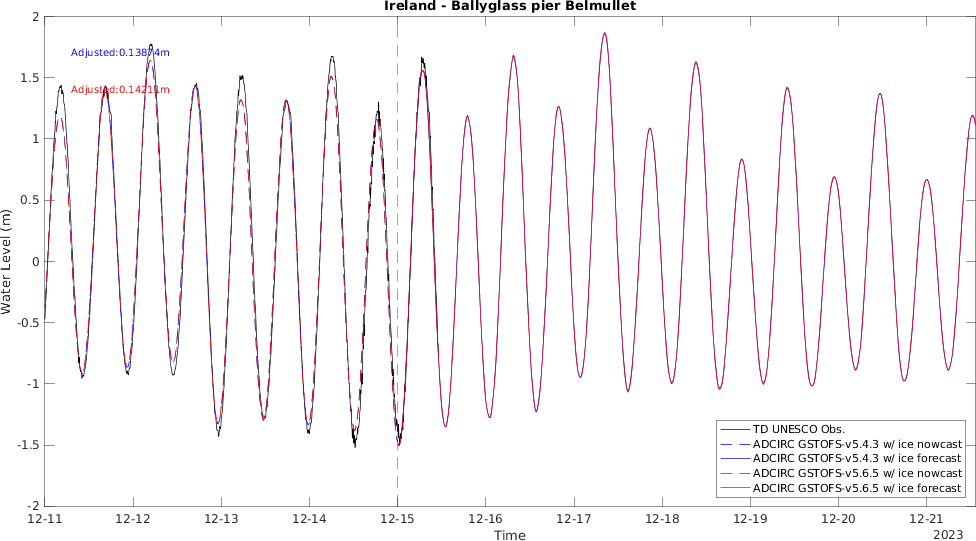 Ireland - Ballyglass pier Belmullet
2
1.5
1
0.5
0
-0.5
-1
-1.5
-2
Water Level (m)
Adjusted:0.13874m
Adjusted:0.14211m
TD UNESCO Obs.
ADCIRC GSTOFS-v5.4.3 w/ ice nowcast
ADCIRC GSTOFS-v5.4.3 w/ ice forecast
ADCIRC GSTOFS-v5.6.5 w/ ice nowcast
ADCIRC GSTOFS-v5.6.5 w/ ice forecast
12-11 12-12 12-13 12-14 12-15 12-16 12-17 12-18 12-19 12-20 12-21
Time
2023